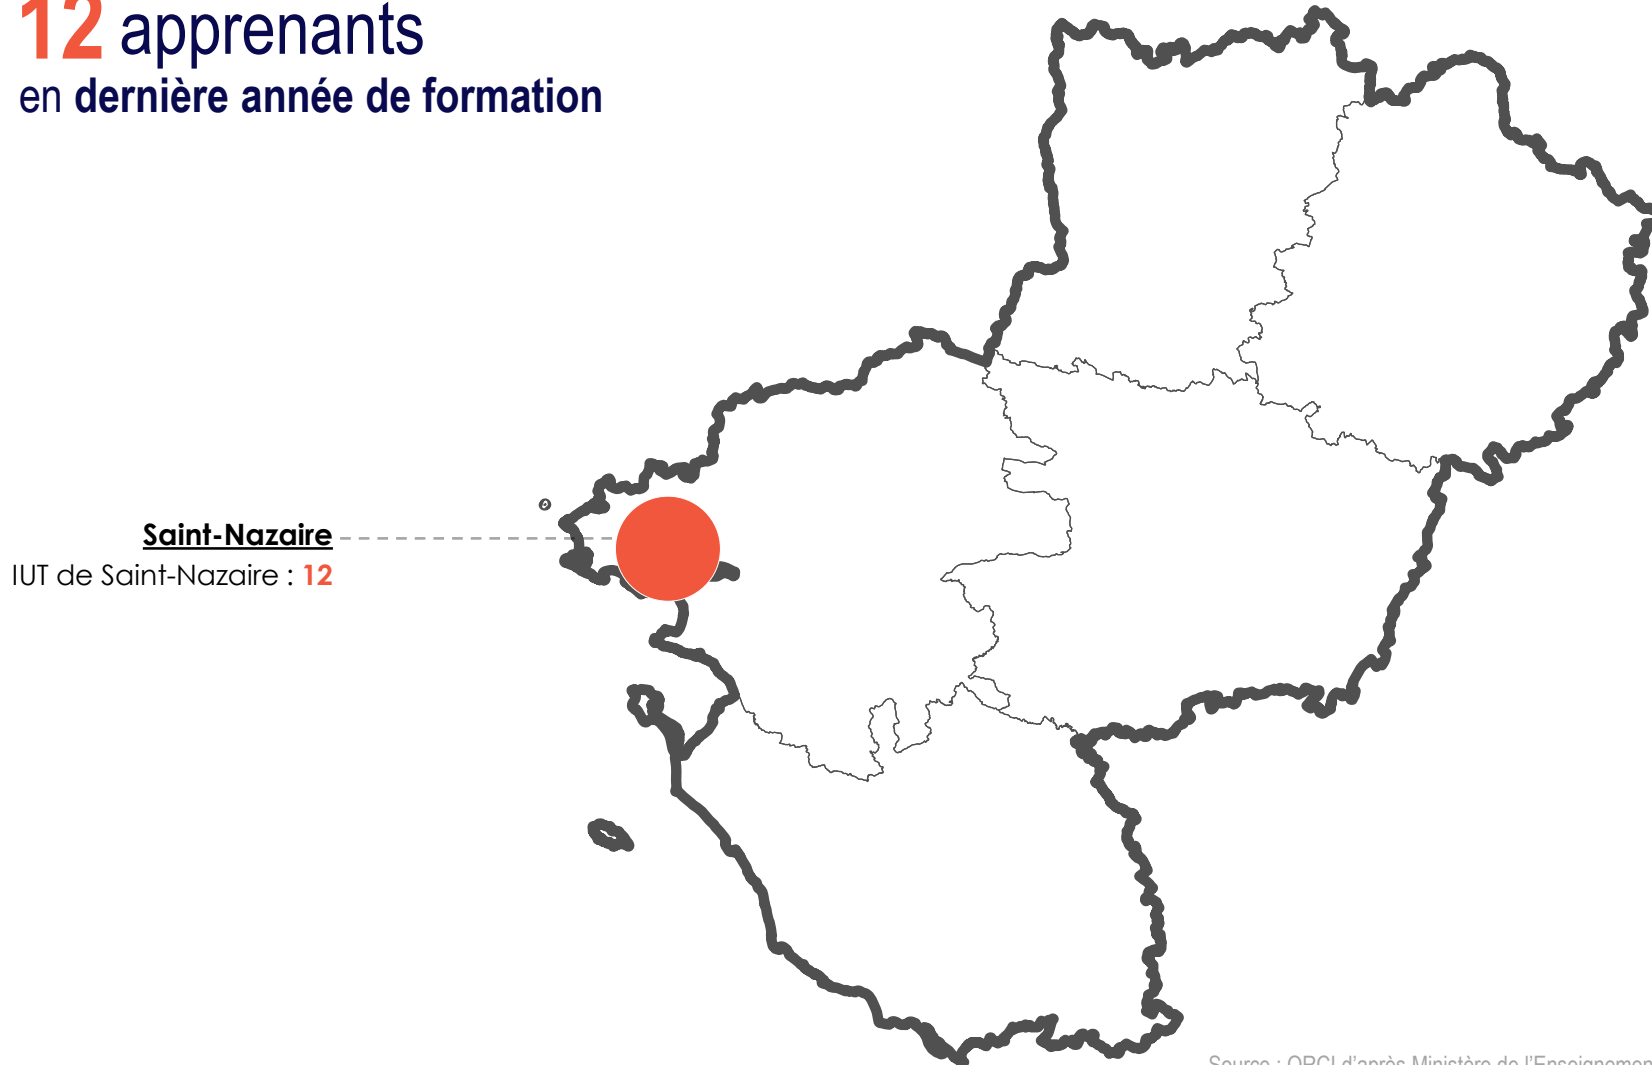 12 apprenants
en dernière année de formation
Saint-Nazaire
IUT de Saint-Nazaire : 12
Source : ORCI d'après Ministère de l'Enseignemen